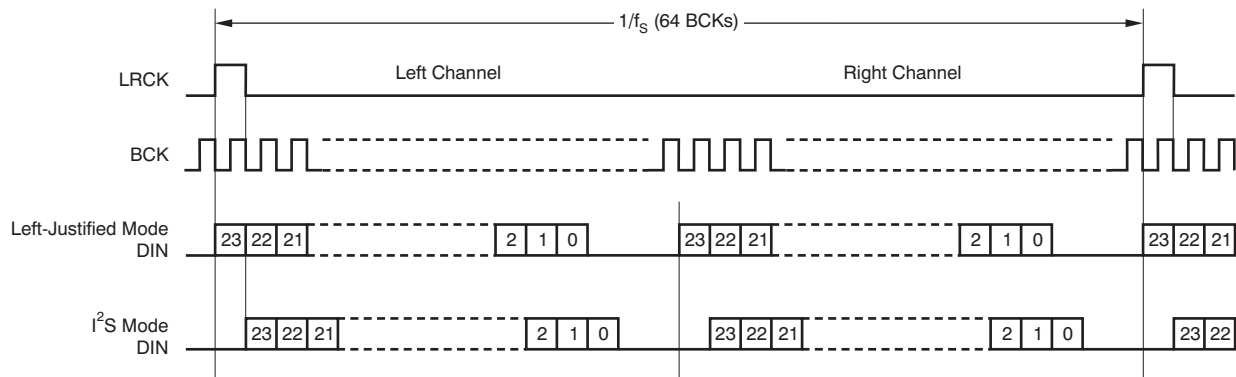 1/fS (64 BCKs)
LRCK Left Channel Right Channel
BCK
Left-Justified Mode
DIN 23 22 21 2 1 0 23 22 21 2 1 0 23 22 21
I2S Mode
DIN 23 22 21 2 1 0 23 22 21 2 1 0 23 22